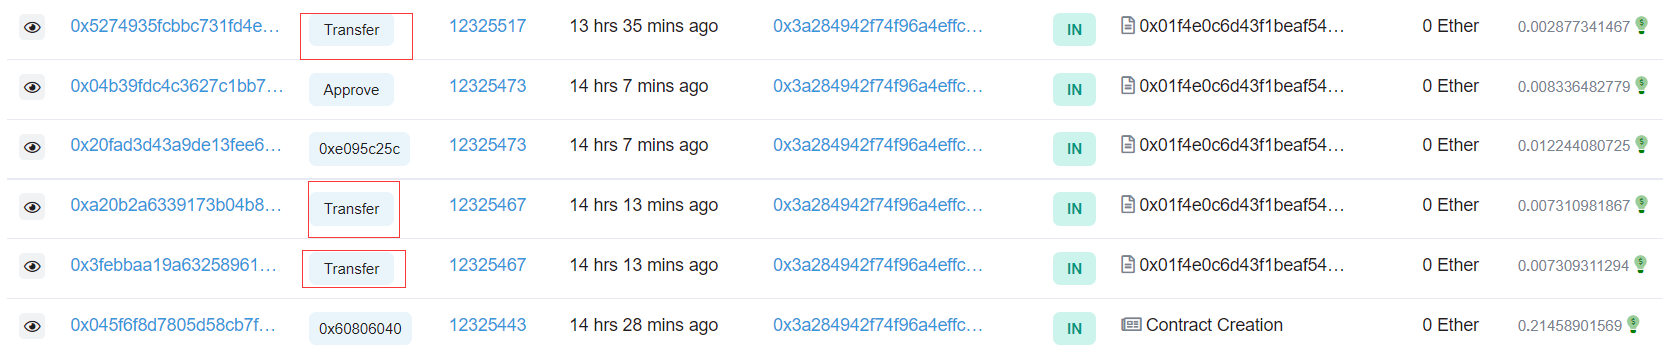 0x5274935fcbbc731fd4e... Transfer 12325517 13 hrs 35 mins ago 0x3a284942f74f96a4effc... IN 0x01f4e0c6d43f1beaf54... 0 Ether 0.002877341467
0x04b39fdc4c3627c1bb7... Approve 12325473 14 hrs 7 mins ago 0x3a284942f74f96a4effc... IN 0x01f4e0c6d43f1beaf54... 0 Ether 0.008336482779
0x20fad3d43a9de13fee6... 0xe095c25c 12325473 14 hrs 7 mins ago 0x3a284942f74f96a4effc... IN 0x01f4e0c6d43f1beaf54... 0 Ether 0.012244080725
0xa20b2a6339173b04b8... Transfer 12325467 14 hrs 13 mins ago 0x3a284942f74f96a4effc... IN 0x01f4e0c6d43f1beaf54... 0 Ether 0.007310981867
0x3febbaa19a63258961... Transfer 12325467 14 hrs 13 mins ago 0x3a284942f74f96a4effc... IN 0x01f4e0c6d43f1beaf54... 0 Ether 0.007309311294
0x045f6f8d7805d58cb7f... 0x60806040 12325443 14 hrs 28 mins ago 0x3a284942f74f96a4effc... IN Contract Creation 0 Ether 0.21458901569